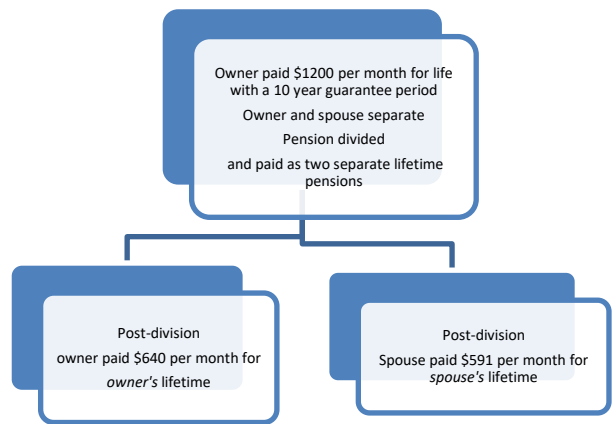 Owner paid $1200 per month for life
with a 10 year guarantee period
Owner and spouse separate
Pension divided
and paid as two separate lifetime
pensions
Post-division
owner paid $640 per month for
owner's lifetime
Post-division
Spouse paid $591 per month for
spouse's lifetime